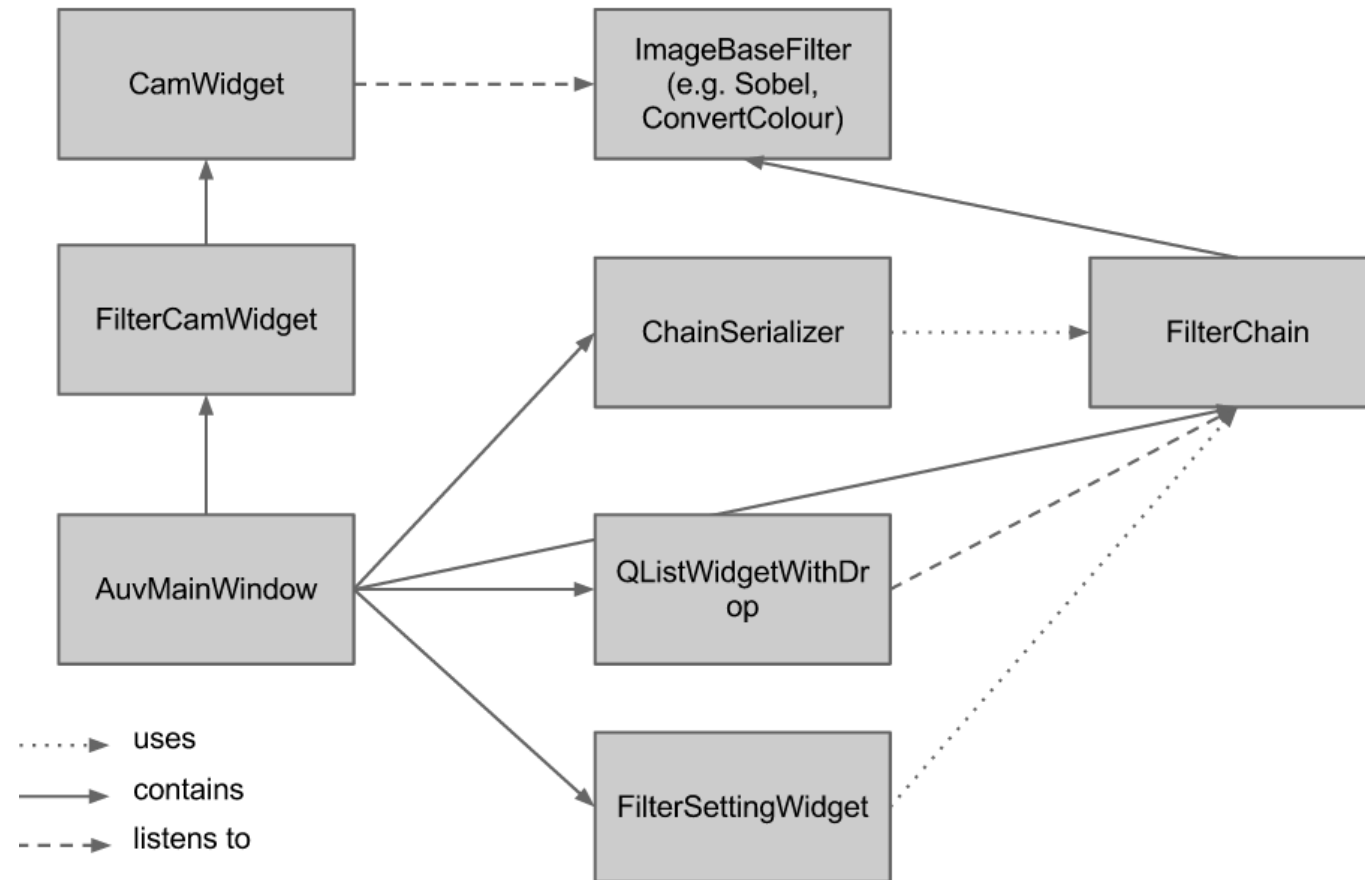 CamWidget
ImageBaseFilter
(e.g. Sobel,
ConvertColour)
FilterCamWidget
ChainSerializer
FilterChain
AuvMainWindow
QListWidgetWithDr
op
FilterSettingWidget
uses
contains
listens to